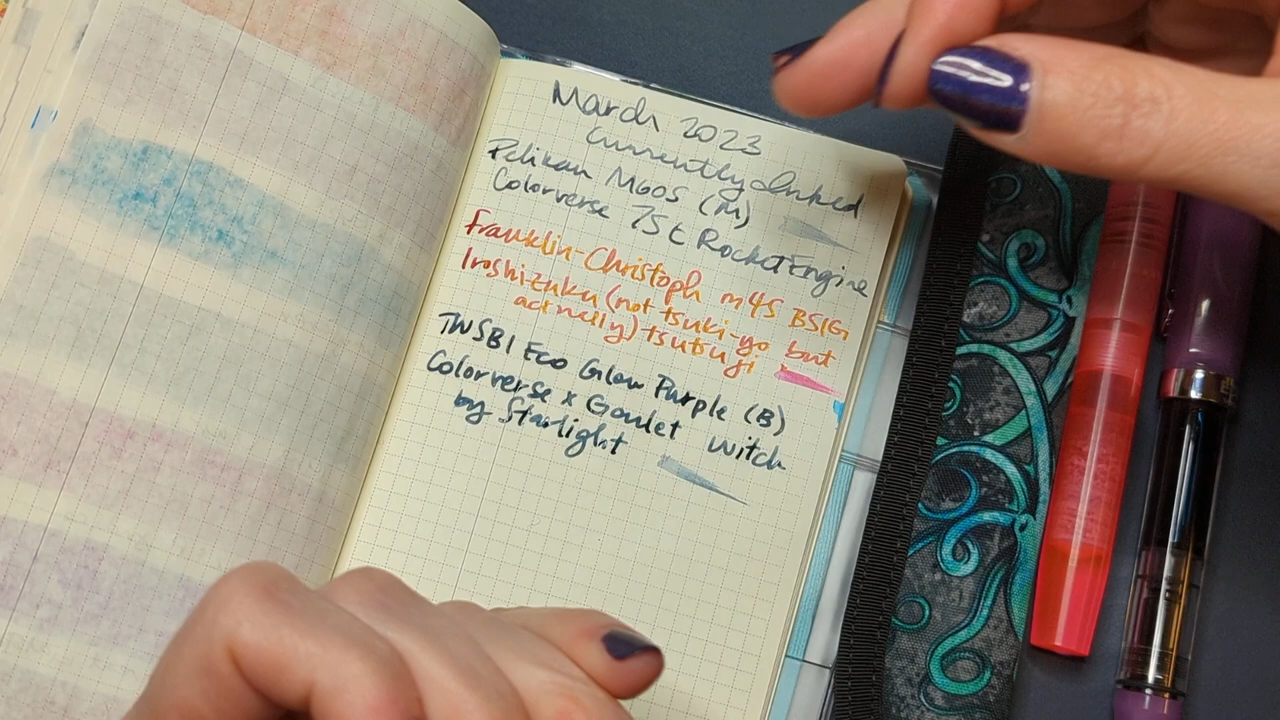 March 2023
Currently Inked
Pelikan M605 (M)
Colorverse 75t Rocket Engine
Franklin-Christoph m45 BSIG
Iroshizuku (not tsuki-yo but
actually) tsutsuji
TWSBI Eco Glow Purple (B)
Colorverse x Goulet Witch
by Starlight